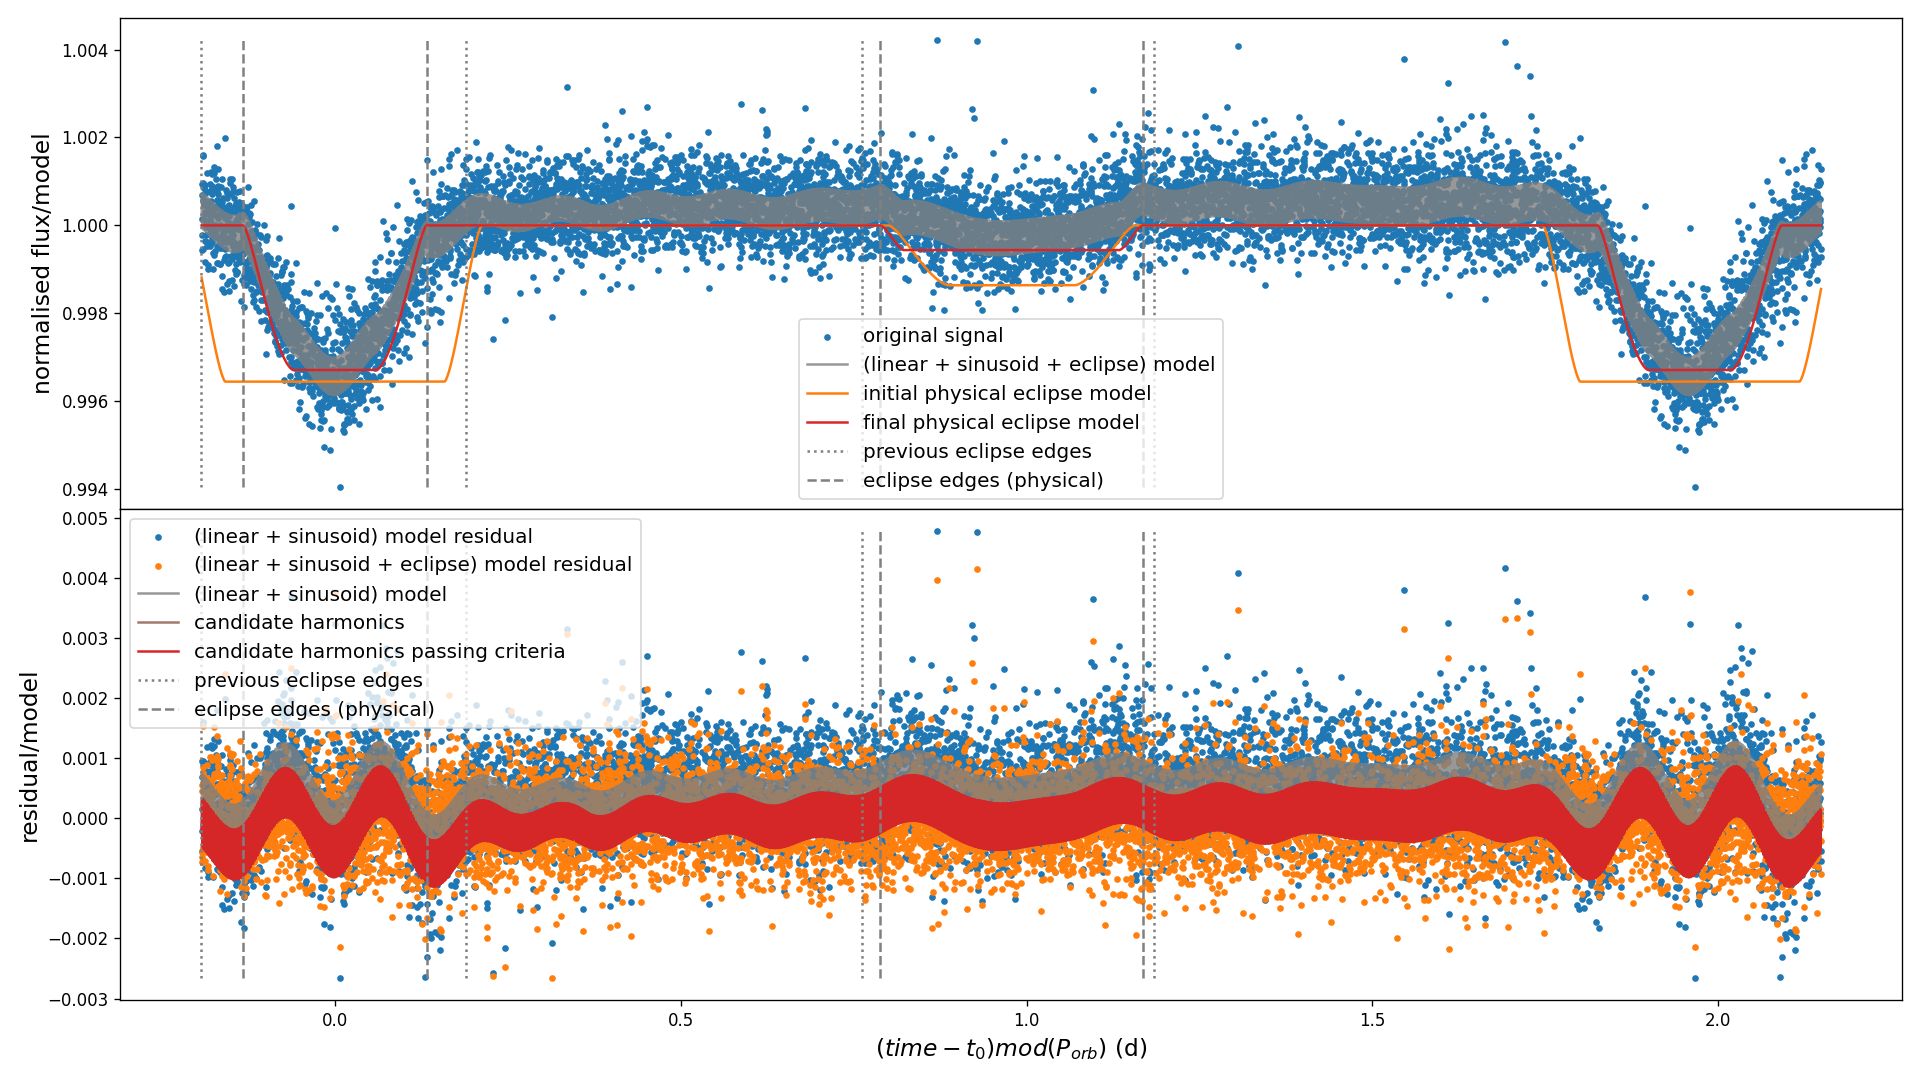 normalised flux/model
1.004
1.002
1.000
0.998
0.996
0.994
original signal
(linear + sinusoid + eclipse) model
initial physical eclipse model
final physical eclipse model
previous eclipse edges
eclipse edges (physical)
residual/model
0.005
0.004
0.003
0.002
0.001
0.000
−0.001
−0.002
−0.003
(linear + sinusoid) model residual
(linear + sinusoid + eclipse) model residual
(linear + sinusoid) model
candidate harmonics
candidate harmonics passing criteria
previous eclipse edges
eclipse edges (physical)
0.0 0.5 1.0 1.5 2.0
(time − t₀)mod(P_orb) (d)